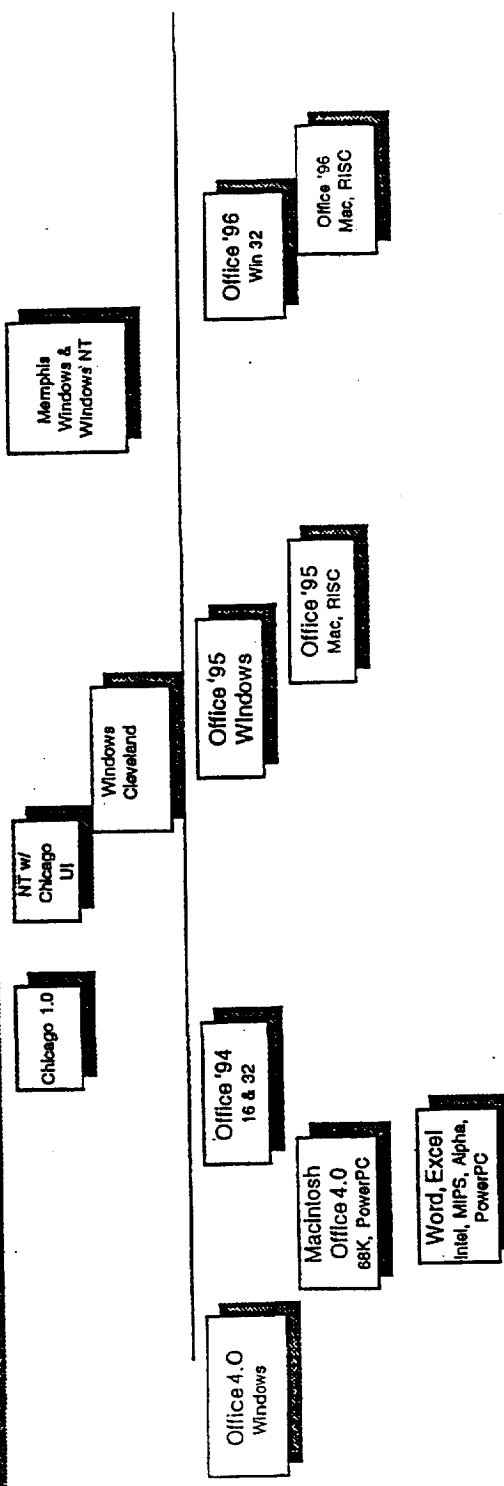 Chicago 1.0
NT w/
Chicago
UI
Windows
Cleveland
Memphis
Windows &
Windows NT
Office 4.0
Windows
Office '94
16 & 32
Macintosh
Office 4.0
68K, PowerPC
Word, Excel
Intel, MIPS, Alpha,
PowerPC
Office '95
Windows
Office '95
Mac, RISC
Office '96
Win 32
Office '96
Mac, RISC